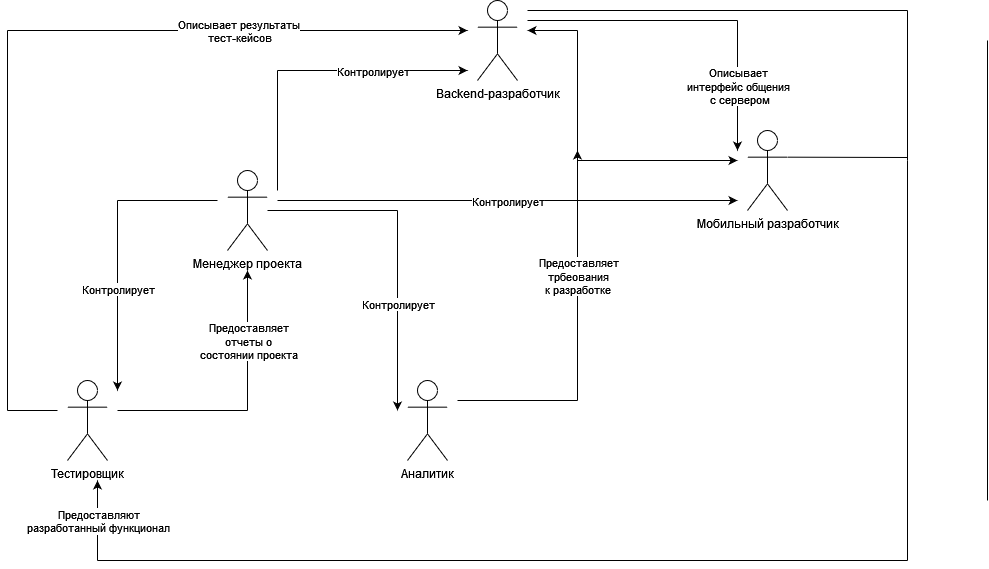 Описывает результаты
тест-кейсов
Контролирует
Backend-разработчик
Описывает
интерфейс общения
с сервером
Контролирует
Мобильный разработчик
Менеджер проекта
Контролирует
Контролирует
Предоставляет
трбеования
к разработке
Предоставляет
отчеты о
состоянии проекта
Тестировщик
Аналитик
Предоставляют
разработанный функционал